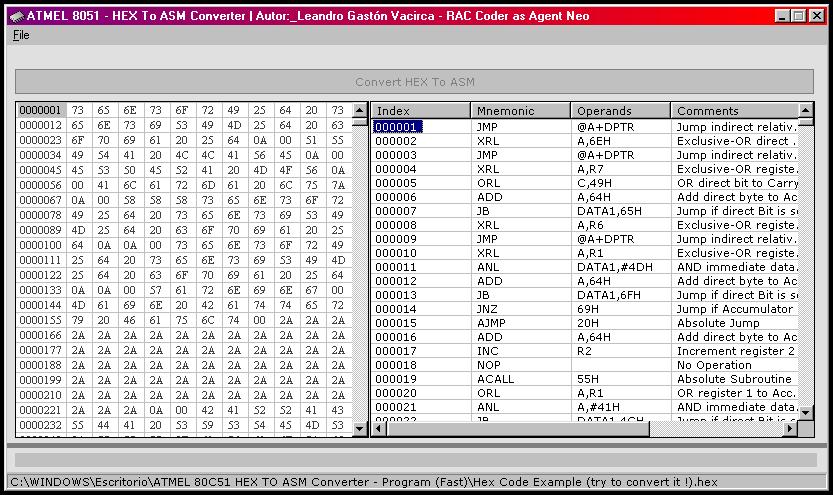 ATMEL 8051 - HEX To ASM Converter | Autor:_Leandro Gastón Vacirca - RAC Coder as Agent Neo
File
Convert HEX To ASM
0000001 73 65 6E 73 6F 72 49 25 64 20 73
0000012 65 6E 73 69 53 49 4D 25 64 20 63
0000023 6F 70 69 61 20 25 64 0A 00 51 55
0000034 49 54 41 20 4C 4C 41 56 45 0A 00
0000045 45 53 50 45 52 41 20 4D 4F 56 0A
0000056 00 41 6C 61 72 6D 61 20 6C 75 7A
0000067 0A 00 58 58 58 73 65 6E 73 6F 72
0000078 49 25 64 20 73 65 6E 73 69 53 49
0000089 4D 25 64 20 63 6F 70 69 61 20 25
0000100 64 0A 0A 00 73 65 6E 73 6F 72 49
0000111 25 64 20 73 65 6E 73 69 53 49 4D
0000122 25 64 20 63 6F 70 69 61 20 25 64
0000133 0A 0A 00 57 61 72 6E 69 6E 67 00
0000144 4D 61 69 6E 20 42 61 74 74 65 72
0000155 79 20 46 61 75 6C 74 00 2A 2A 2A
0000166 2A 2A 2A 2A 2A 2A 2A 2A 2A 2A 2A
0000177 2A 2A 2A 2A 2A 2A 2A 2A 2A 2A 2A
0000188 2A 2A 2A 2A 2A 2A 2A 2A 2A 2A 2A
0000199 2A 2A 2A 2A 2A 2A 2A 2A 2A 2A 2A
0000210 2A 2A 2A 2A 2A 2A 2A 2A 2A 2A 2A
0000221 2A 2A 2A 0A 00 42 41 52 52 41 43
0000232 55 44 41 20 53 59 53 54 45 4D 53
Index Mnemonic Operands Comments
000001 JMP @A+DPTR Jump indirect relativ...
000002 XRL A,6EH Exclusive-OR direct ...
000003 JMP @A+DPTR Jump indirect relativ...
000004 XRL A,R7 Exclusive-OR registe...
000005 ORL C,49H OR direct bit to Carry
000006 ADD A,64H Add direct byte to Ac
000007 JB DATA1,65H Jump if direct Bit is se
000008 XRL A,R6 Exclusive-OR registe...
000009 JMP @A+DPTR Jump indirect relativ...
000010 XRL A,R1 Exclusive-OR registe...
000011 ANL DATA1,#4DH AND immediate data...
000012 ADD A,64H Add direct byte to Ac
000013 JB DATA1,6FH Jump if direct Bit is se
000014 JNZ 69H Jump if Accumulator
000015 AJMP 20H Absolute Jump
000016 ADD A,64H Add direct byte to Ac
000017 INC R2 Increment register 2
000018 NOP No Operation
000019 ACALL 55H Absolute Subroutine
000020 ORL A,R1 OR register 1 to Acc.
000021 ANL A,#41H AND immediate data...
C:\WINDOWS\Escritorio\ATMEL 80C51 HEX TO ASM Converter - Program (Fast)\Hex Code Example (try to convert it !).hex